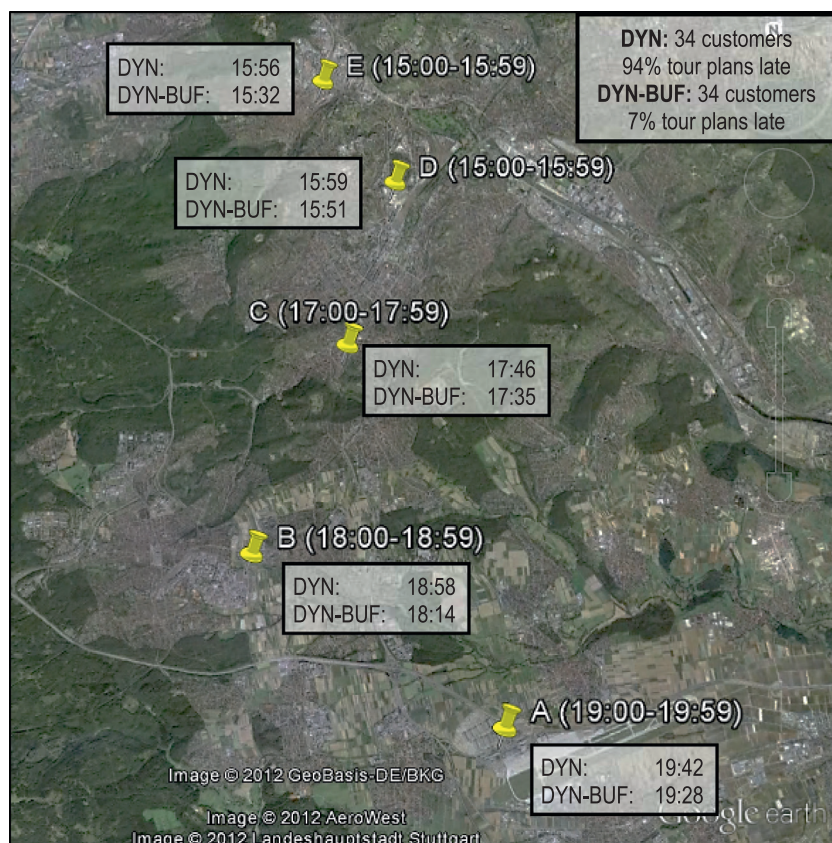 DYN: 34 customers
94% tour plans late
DYN-BUF: 34 customers
7% tour plans late
N
E (15:00-15:59)
DYN: 15:56
DYN-BUF: 15:32
D (15:00-15:59)
DYN: 15:59
DYN-BUF: 15:51
C (17:00-17:59)
DYN: 17:46
DYN-BUF: 17:35
B (18:00-18:59)
DYN: 18:58
DYN-BUF: 18:14
A (19:00-19:59)
DYN: 19:42
DYN-BUF: 19:28
Image © 2012 GeoBasis-DE/BKG
Image © 2012 AeroWest
Image © 2012 Landeshauptstadt Stuttgart
Google earth